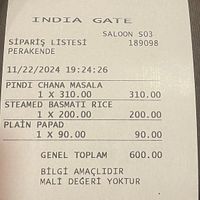 INDIA GATE
SALOON S03
SİPARİŞ LİSTESİ 189098
PERAKENDE
11/22/2024 19:24:26
PINDI CHANA MASALA
1 X 310.00 310.00
STEAMED BASMATI RICE
1 X 200.00 200.00
PLAIN PAPAD
1 X 90.00 90.00
GENEL TOPLAM 600.00
BİLGİ AMAÇLIDIR
MALİ DEĞERİ YOKTUR